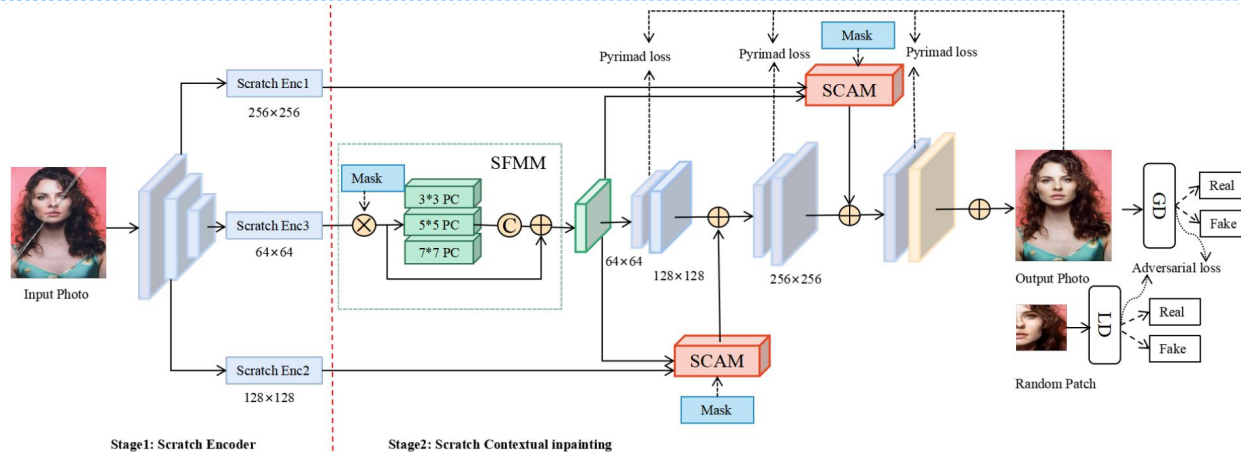 Pyrimad loss
Pyrimad loss
Mask
Pyrimad loss
Scratch Enc1
256×256
SCAM
SFMM
Mask
3*3 PC
5*5 PC
7*7 PC
C
Scratch Enc3
64×64
64×64
128×128
256×256
Input Photo
Output Photo
GD
Real
Fake
Adversarial loss
LD
Real
Fake
Random Patch
SCAM
Mask
Scratch Enc2
128×128
Stage1: Scratch Encoder
Stage2: Scratch Contextual inpainting